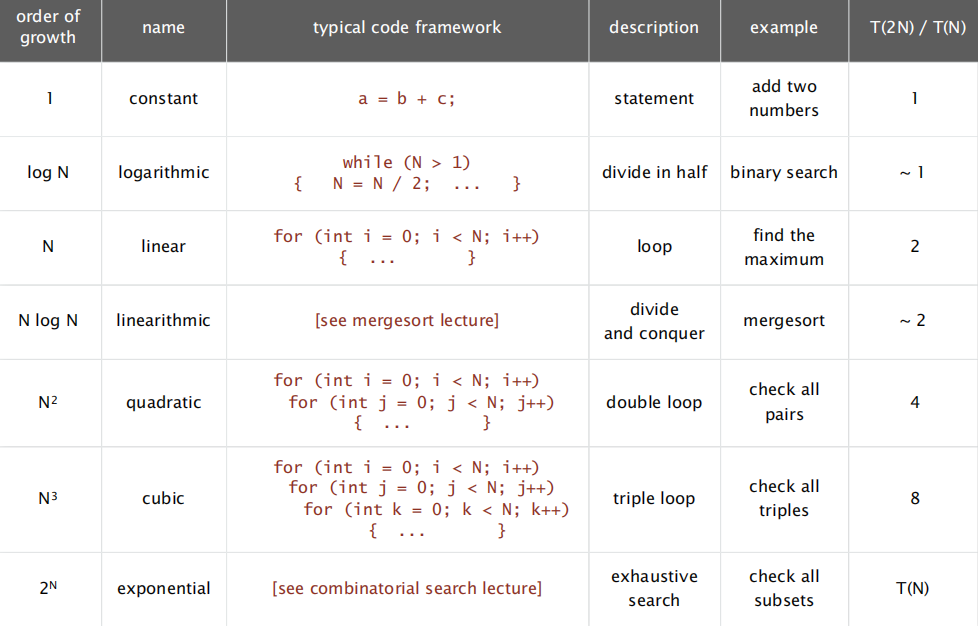 order of
growth
name
typical code framework
description
example
T(2N) / T(N)
1
constant
a = b + c;
statement
add two
numbers
1
log N
logarithmic
while (N > 1)
{ N = N / 2; ... }
divide in half
binary search
~ 1
N
linear
for (int i = 0; i < N; i++)
{ ... }
loop
find the
maximum
2
N log N
linearithmic
[see mergesort lecture]
divide
and conquer
mergesort
~ 2
N²
quadratic
for (int i = 0; i < N; i++)
for (int j = 0; j < N; j++)
{ ... }
double loop
check all
pairs
4
N³
cubic
for (int i = 0; i < N; i++)
for (int j = 0; j < N; j++)
for (int k = 0; k < N; k++)
{ ... }
triple loop
check all
triples
8
2ᴺ
exponential
[see combinatorial search lecture]
exhaustive
search
check all
subsets
T(N)